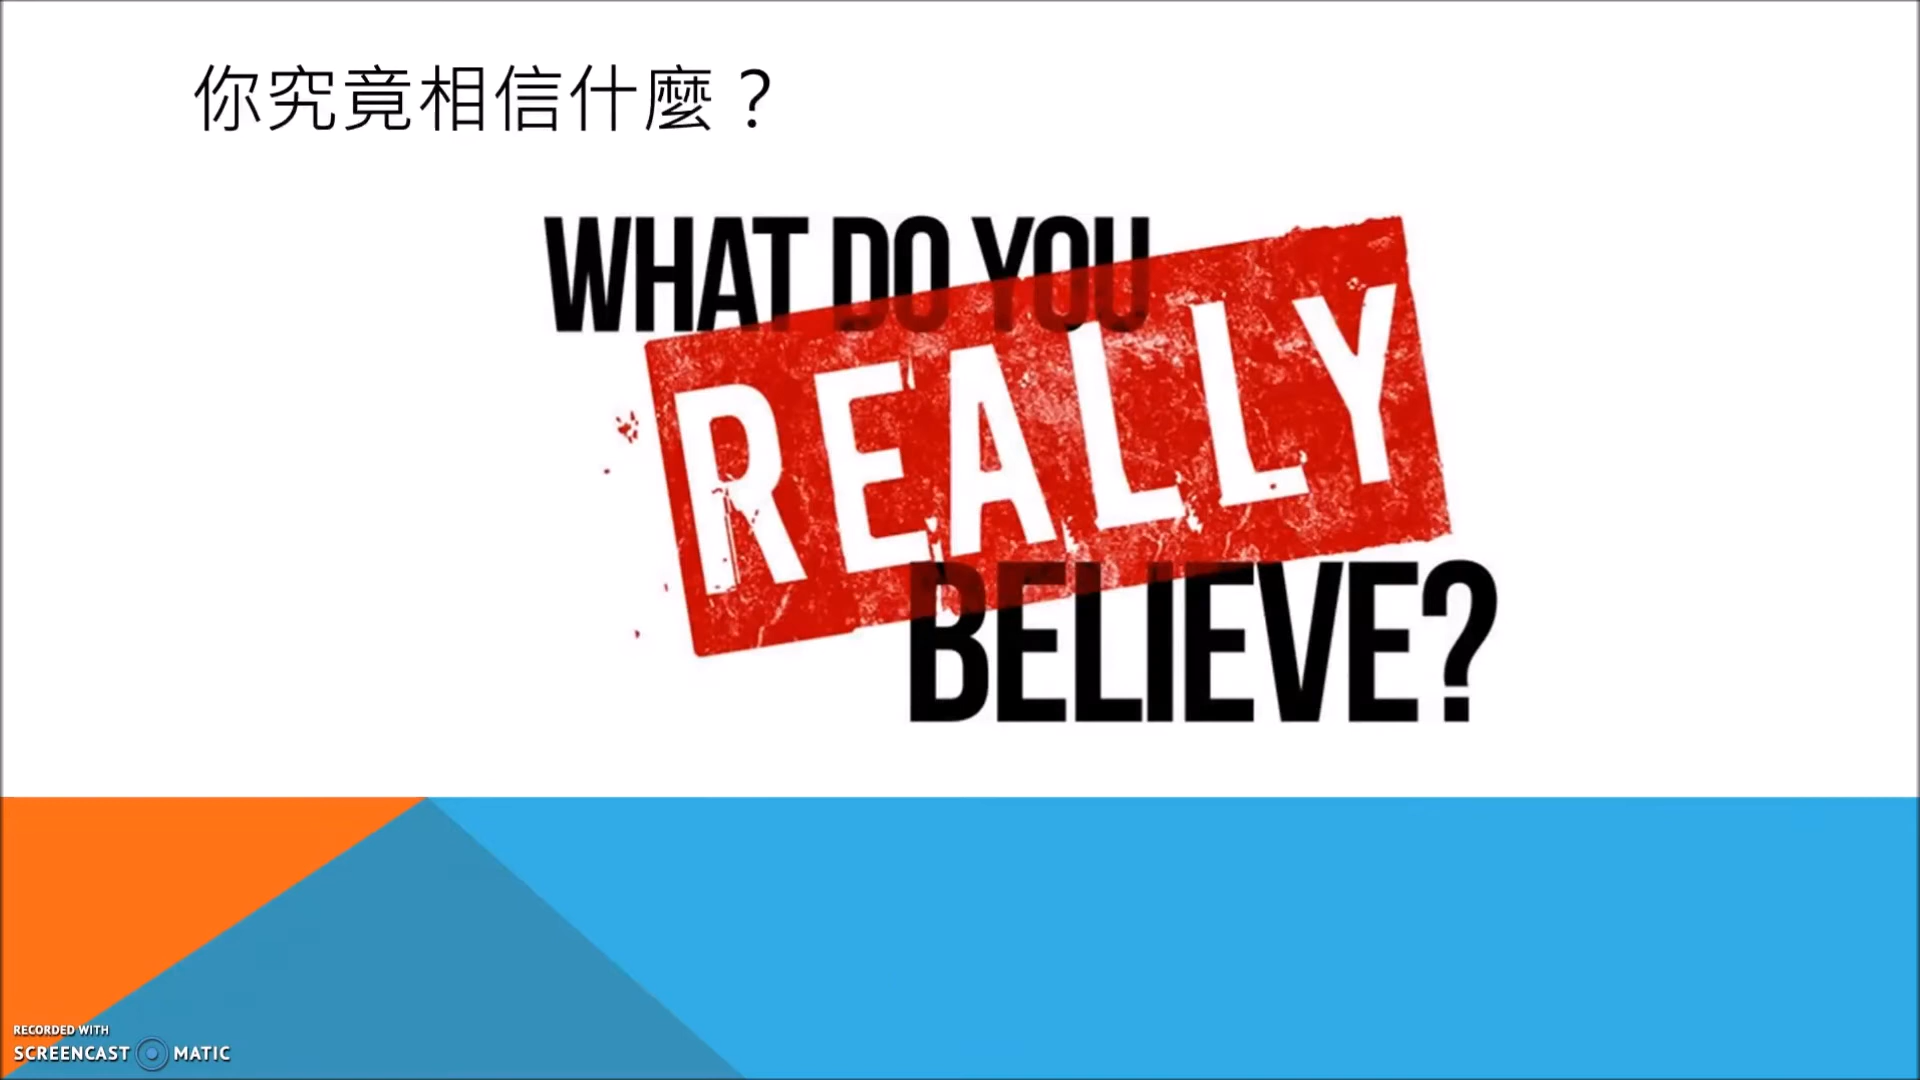 你究竟相信什麼？
WHAT DO YOU
REALLY
BELIEVE?
RECORDED WITH
SCREENCAST MATIC